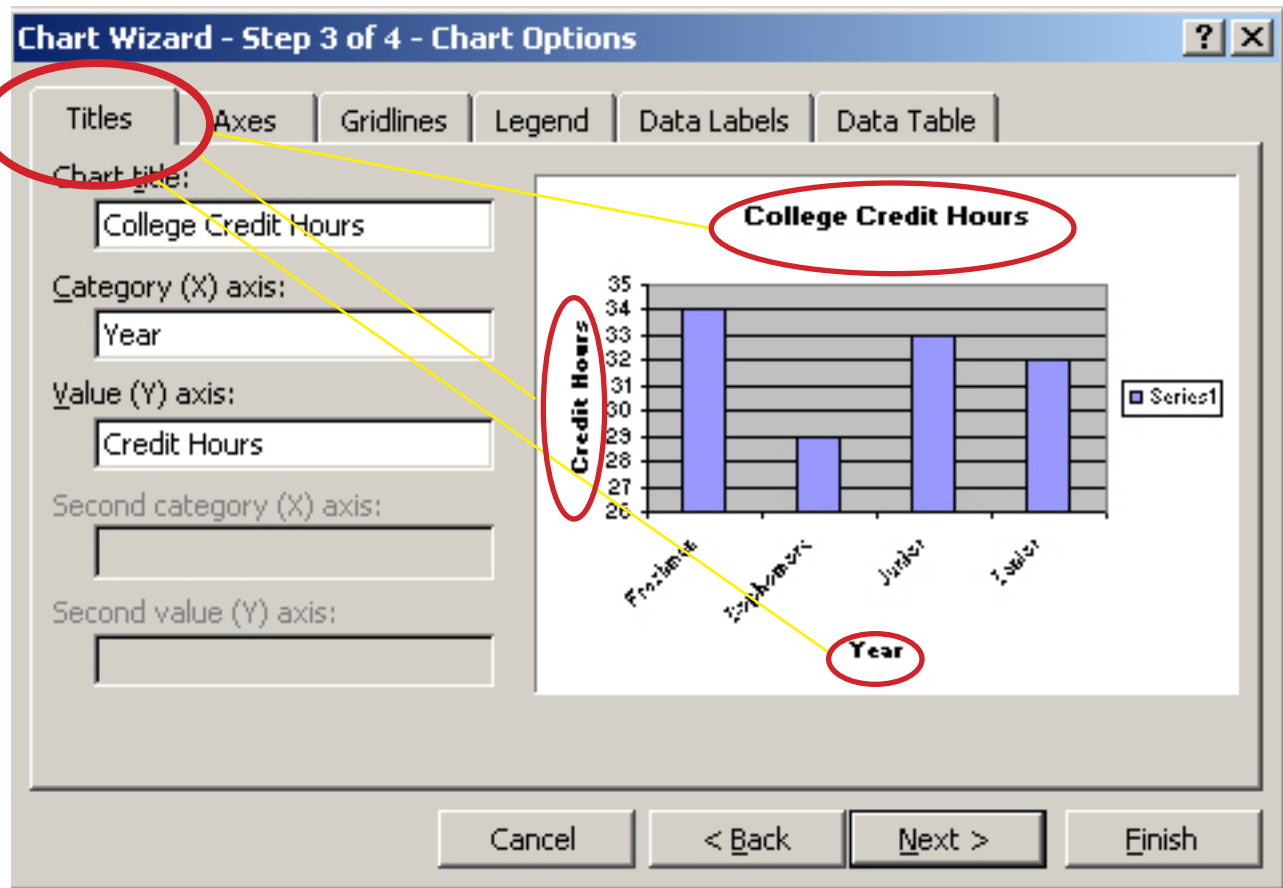 Chart Wizard - Step 3 of 4 - Chart Options
Titles Axes Gridlines Legend Data Labels Data Table
Chart title:
College Credit Hours
Category (X) axis:
Year
Value (Y) axis:
Credit Hours
Second category (X) axis:
Second value (Y) axis:
College Credit Hours
Credit Hours
35
34
33
32
31
30
29
28
27
26
Junior
Year
Series1
Cancel
< Back
Next >
Finish